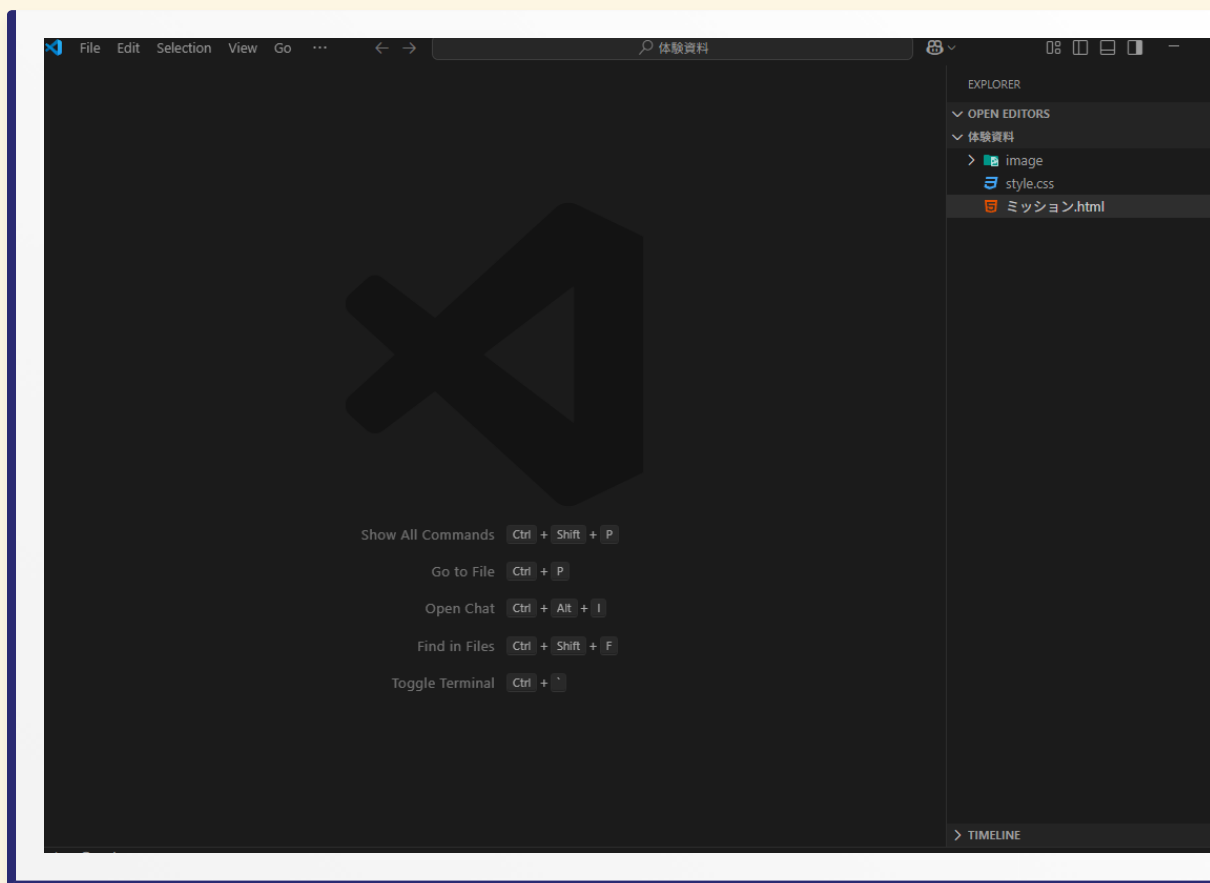 File Edit Selection View Go ··· ← → 体験資料
EXPLORER
OPEN EDITORS
体験資料
image
style.css
ミッション.html
Show All Commands Ctrl + Shift + P
Go to File Ctrl + P
Open Chat Ctrl + Alt + I
Find in Files Ctrl + Shift + F
Toggle Terminal Ctrl + `
TIMELINE